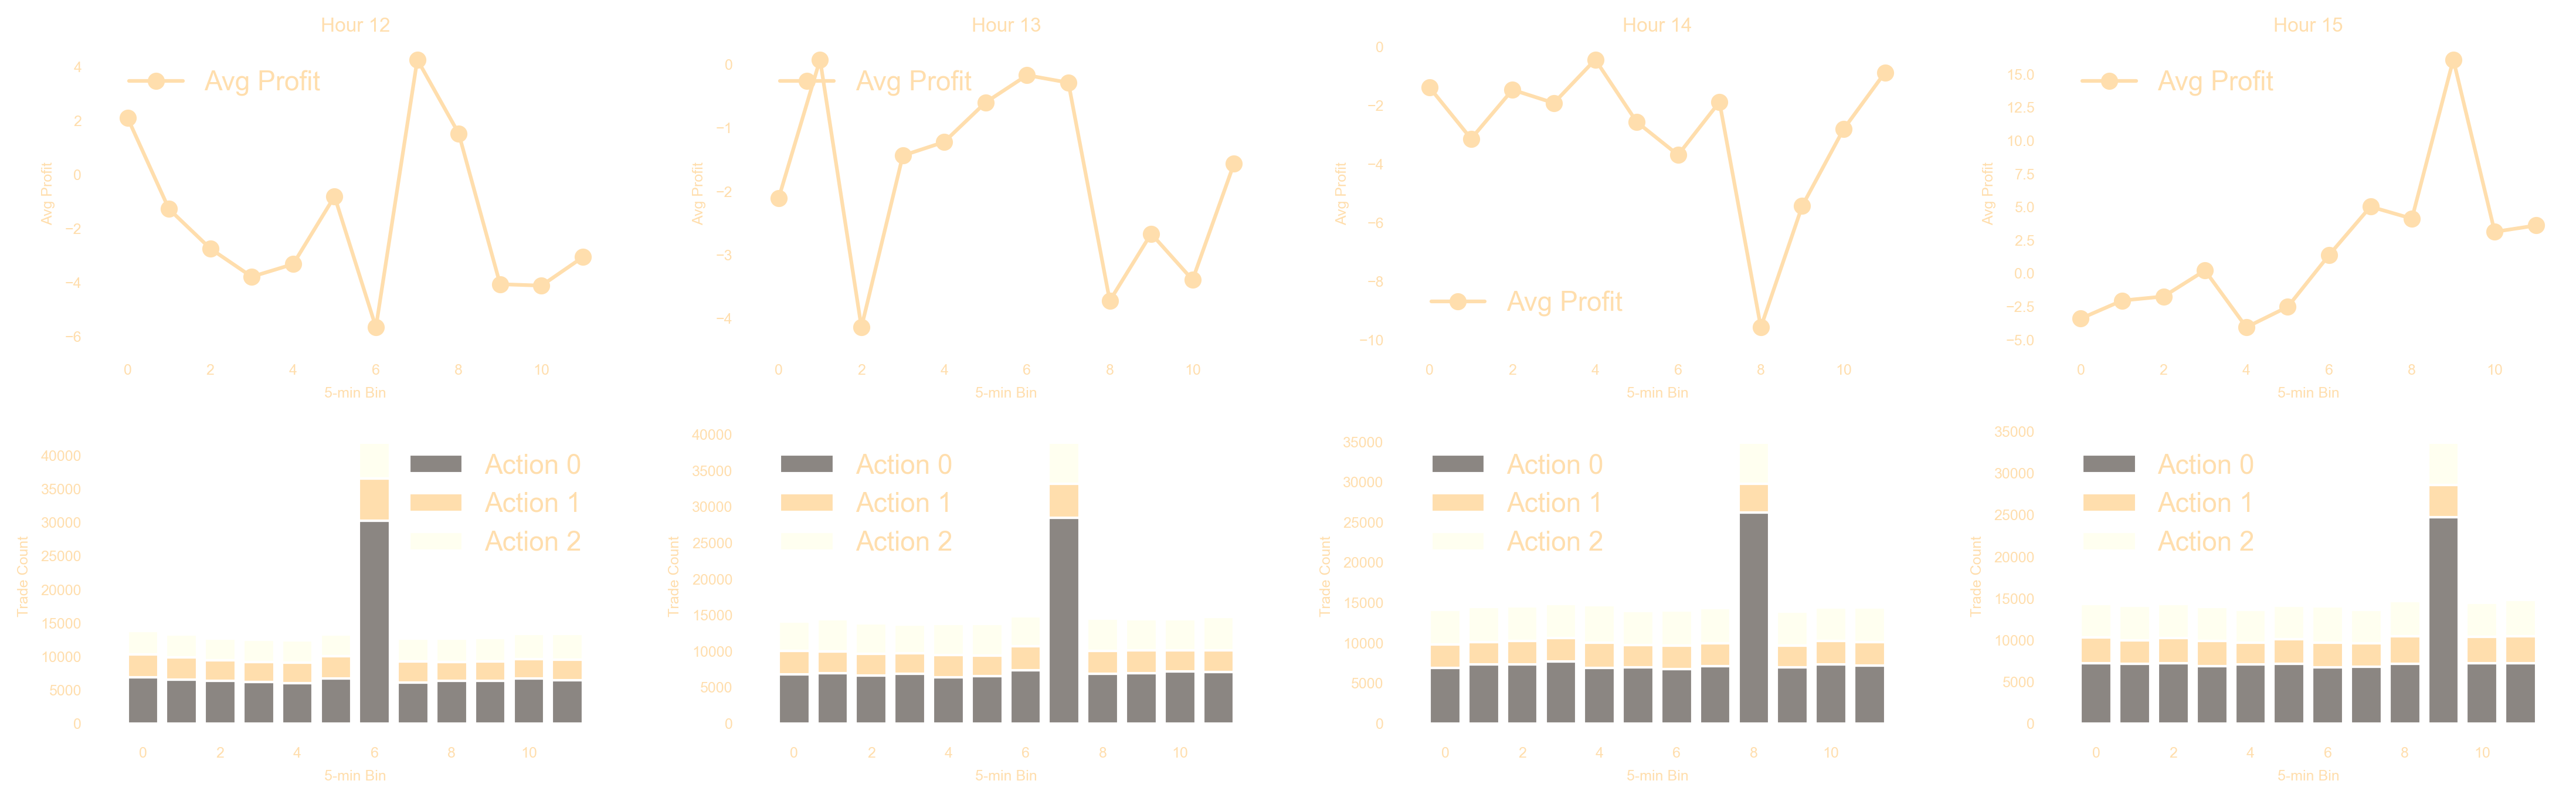 Hour 12
4
2
0
−2
−4
−6
Avg Profit
Avg Profit
0 2 4 6 8 10
5-min Bin
Hour 13
0
−1
−2
−3
−4
Avg Profit
Avg Profit
0 2 4 6 8 10
5-min Bin
Hour 14
0
−2
−4
−6
−8
−10
Avg Profit
Avg Profit
0 2 4 6 8 10
5-min Bin
Hour 15
15.0
12.5
10.0
7.5
5.0
2.5
0.0
−2.5
−5.0
Avg Profit
Avg Profit
0 2 4 6 8 10
5-min Bin
40000
35000
30000
25000
20000
15000
10000
5000
0
Trade Count
Action 0
Action 1
Action 2
0 2 4 6 8 10
5-min Bin
40000
35000
30000
25000
20000
15000
10000
5000
0
Trade Count
Action 0
Action 1
Action 2
0 2 4 6 8 10
5-min Bin
35000
30000
25000
20000
15000
10000
5000
0
Trade Count
Action 0
Action 1
Action 2
0 2 4 6 8 10
5-min Bin
35000
30000
25000
20000
15000
10000
5000
0
Trade Count
Action 0
Action 1
Action 2
0 2 4 6 8 10
5-min Bin